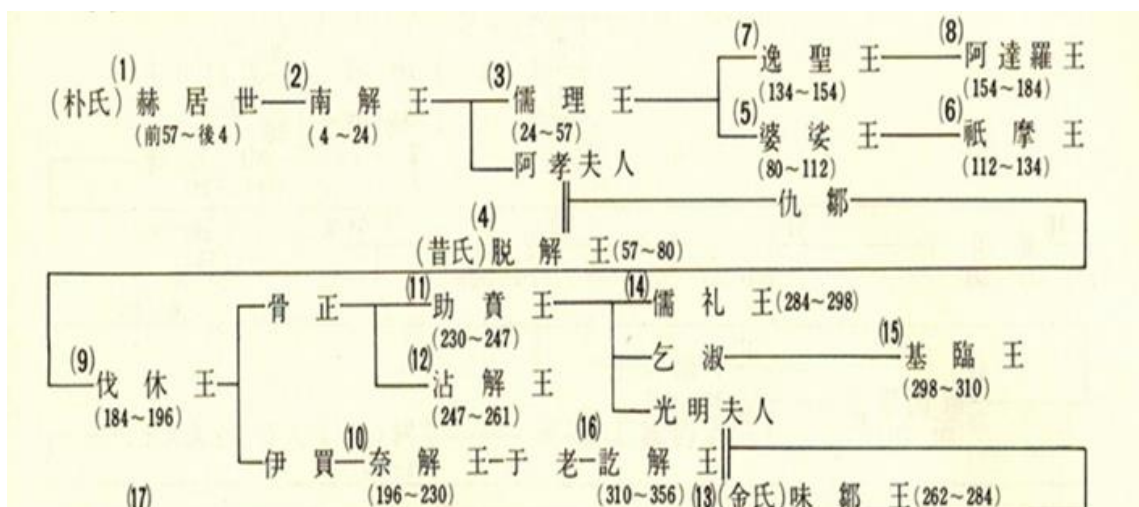 (1) (2) (3) (7) (8)
逸聖王 阿達羅王
(134~154) (154~184)
(朴氏)赫居世 南解王 儒理王
(前57~後4) (4~24) (24~57)
(5) (6)
婆娑王 祇摩王
(80~112) (112~134)
阿孝夫人
仇鄒
(4)
(昔氏)脱解王(57~80)
(11) (14)
骨正 助賁王 儒礼王(284~298)
(230~247)
(9) (12) (15)
伐休王 沾解王 乞淑 基臨王
(184~196) (247~261) (298~310)
光明夫人
(10) (16)
伊買 奈解王 于老 訖解王
(17) (196~230) (310~356) (13)(金氏)味鄒王(262~284)